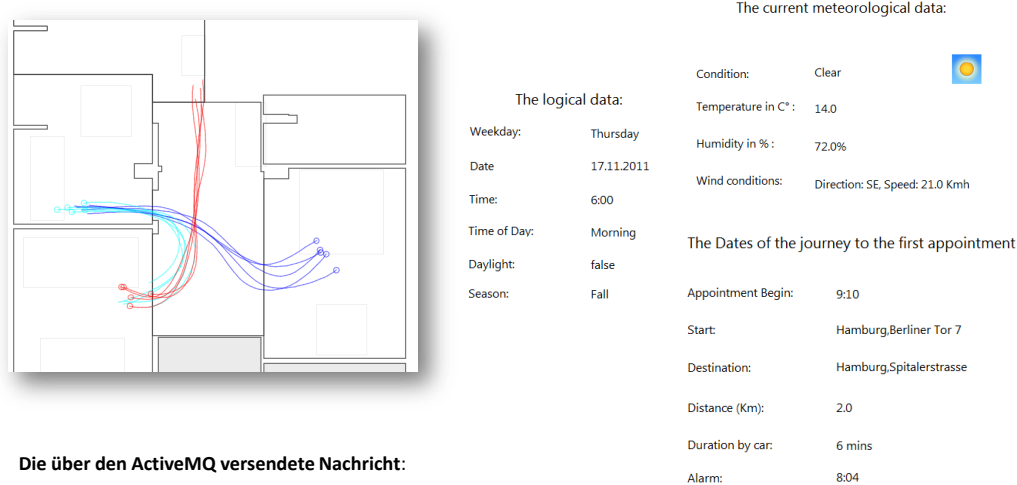 The current meteorological data:
Condition: Clear
Temperature in C° : 14.0
Humidity in % : 72.0%
Wind conditions: Direction: SE, Speed: 21.0 Kmh
The logical data:
Weekday: Thursday
Date 17.11.2011
Time: 6:00
Time of Day: Morning
Daylight: false
Season: Fall
The Dates of the journey to the first appointment
Appointment Begin: 9:10
Start: Hamburg,Berliner Tor 7
Destination: Hamburg,Spitalerstrasse
Distance (Km): 2.0
Duration by car: 6 mins
Alarm: 8:04
Die über den ActiveMQ versendete Nachricht: